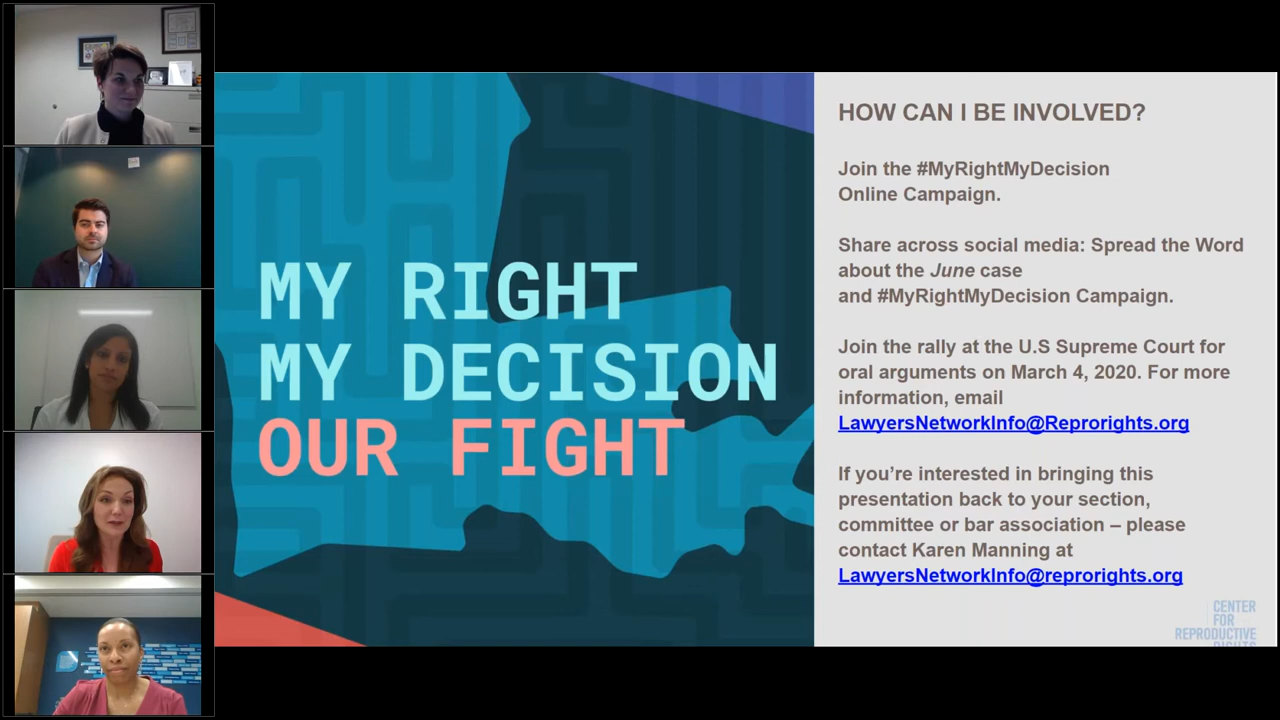 MY RIGHT
MY DECISION
OUR FIGHT
HOW CAN I BE INVOLVED?
Join the #MyRightMyDecision
Online Campaign.
Share across social media: Spread the Word
about the June case
and #MyRightMyDecision Campaign.
Join the rally at the U.S Supreme Court for
oral arguments on March 4, 2020. For more
information, email
LawyersNetworkInfo@Reprorights.org
If you’re interested in bringing this
presentation back to your section,
committee or bar association – please
contact Karen Manning at
LawyersNetworkInfo@reprorights.org
CENTER
FOR
REPRODUCTIVE
RIGHTS